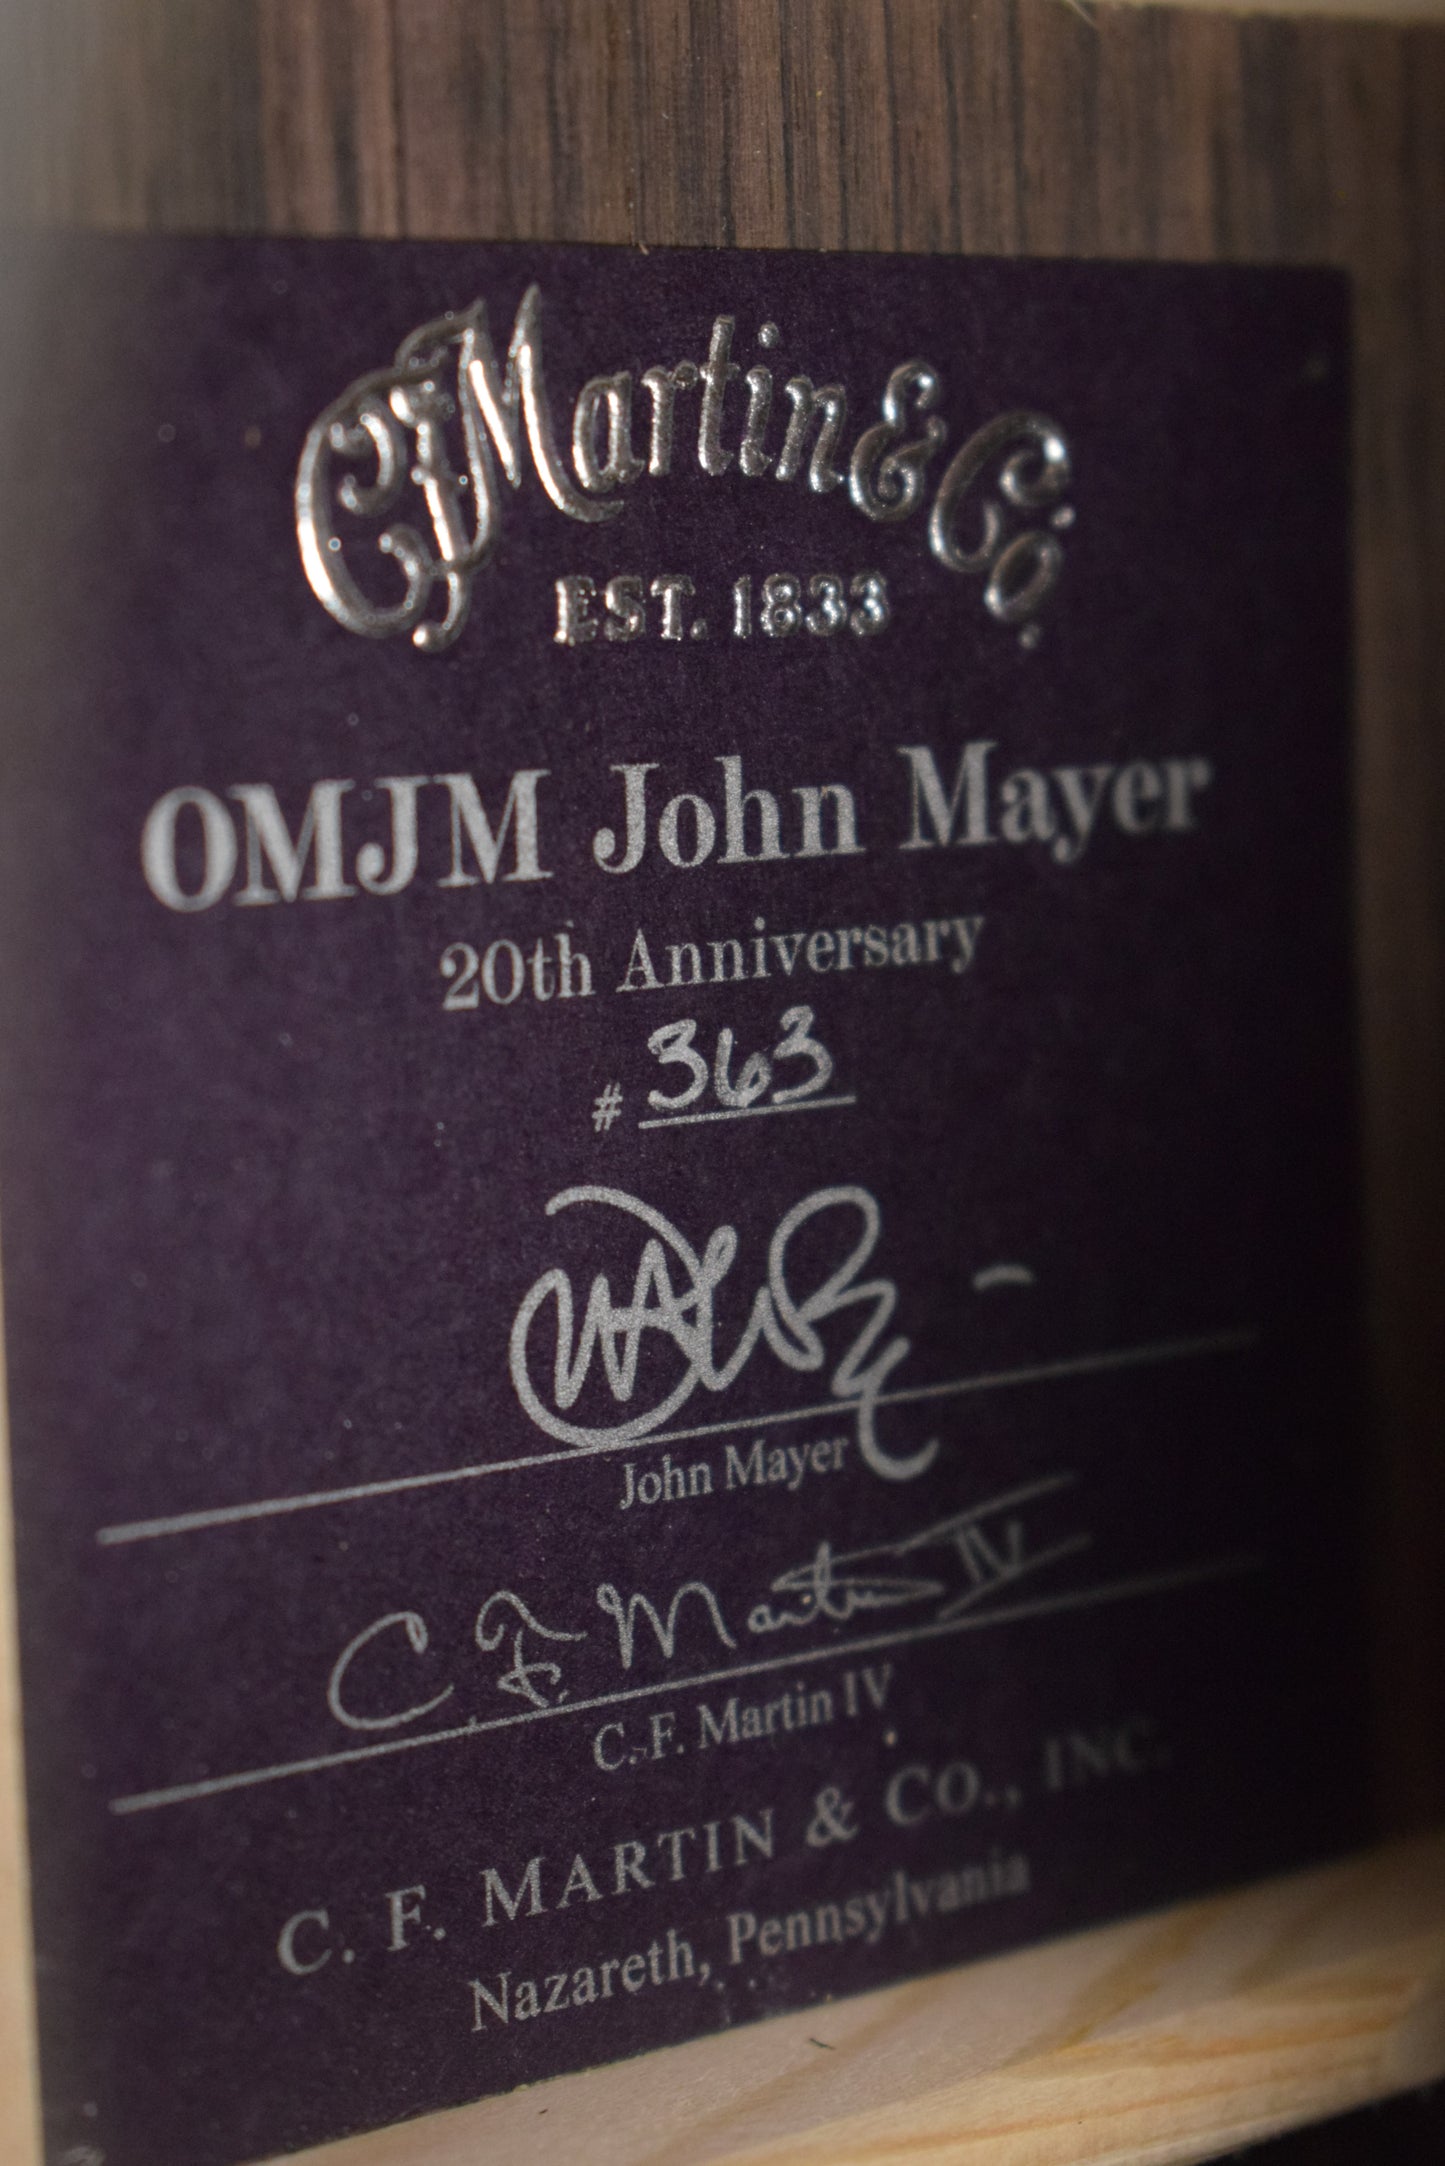 CF Martin & Co.
EST. 1833
OMJM John Mayer
20th Anniversary
# 363
John Mayer
C. F. Martin IV
C. F. Martin IV
C. F. MARTIN & CO., INC.
Nazareth, Pennsylvania